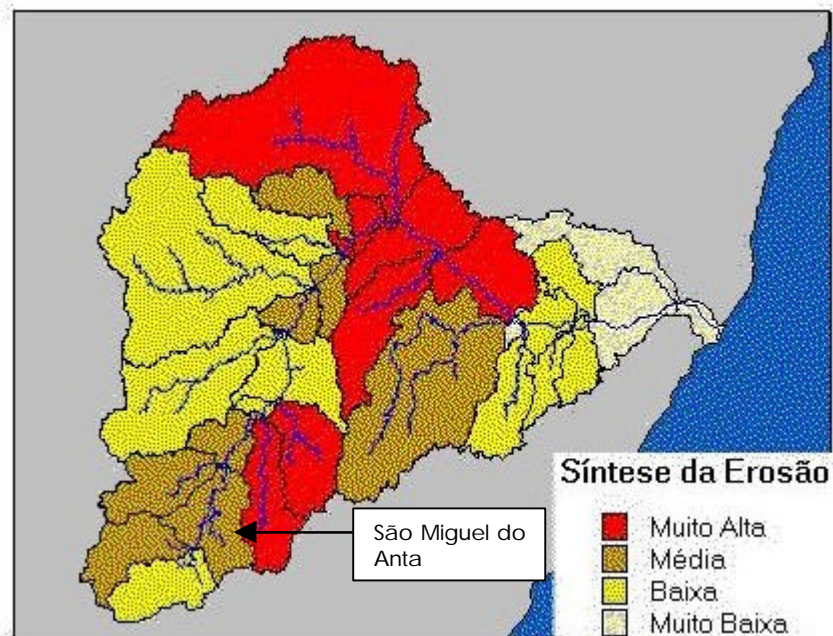 São Miguel do
Anta
Síntese da Erosão
Muito Alta
Média
Baixa
Muito Baixa